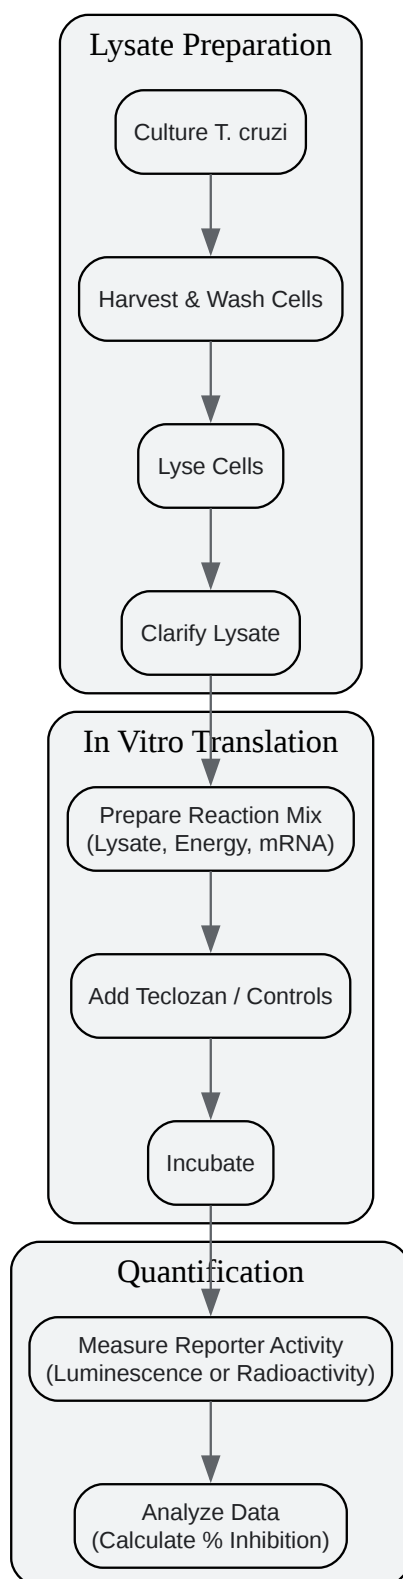 Lysate Preparation
Culture T. cruzi
Harvest & Wash Cells
Lyse Cells
Clarify Lysate
In Vitro Translation
Prepare Reaction Mix
(Lysate, Energy, mRNA)
Add Teclozan / Controls
Incubate
Quantification
Measure Reporter Activity
(Luminescence or Radioactivity)
Analyze Data
(Calculate % Inhibition)